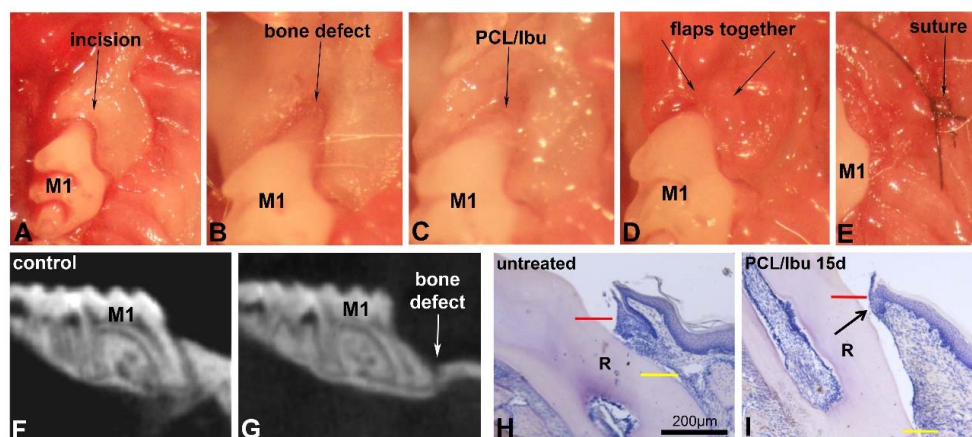 incision
M1
A
bone defect
M1
B
PCL/Ibu
M1
C
flaps together
M1
D
suture
M1
E
control
M1
F
bone
defect
M1
G
untreated
R
200µm
H
PCL/Ibu 15d
R
I